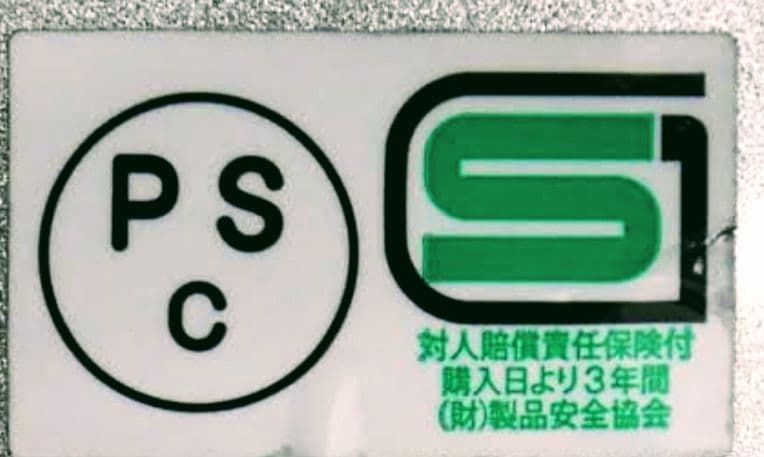 PS
C
SG
対人賠償責任保険付
購入日より3年間
(財)製品安全協会